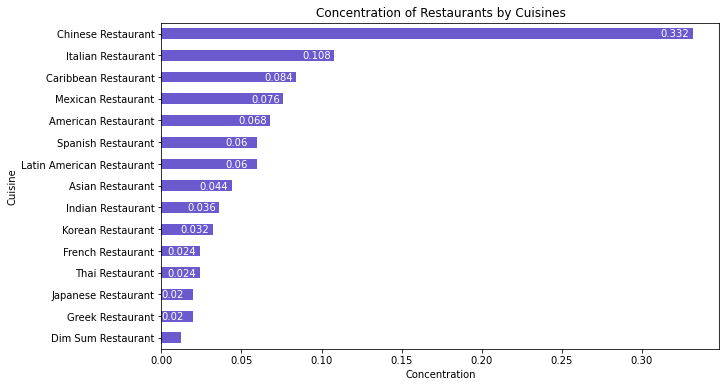 Concentration of Restaurants by Cuisines
Cuisine
Chinese Restaurant 0.332
Italian Restaurant 0.108
Caribbean Restaurant 0.084
Mexican Restaurant 0.076
American Restaurant 0.068
Spanish Restaurant 0.06
Latin American Restaurant 0.06
Asian Restaurant 0.044
Indian Restaurant 0.036
Korean Restaurant 0.032
French Restaurant 0.024
Thai Restaurant 0.024
Japanese Restaurant 0.02
Greek Restaurant 0.02
Dim Sum Restaurant
0.00 0.05 0.10 0.15 0.20 0.25 0.30
Concentration